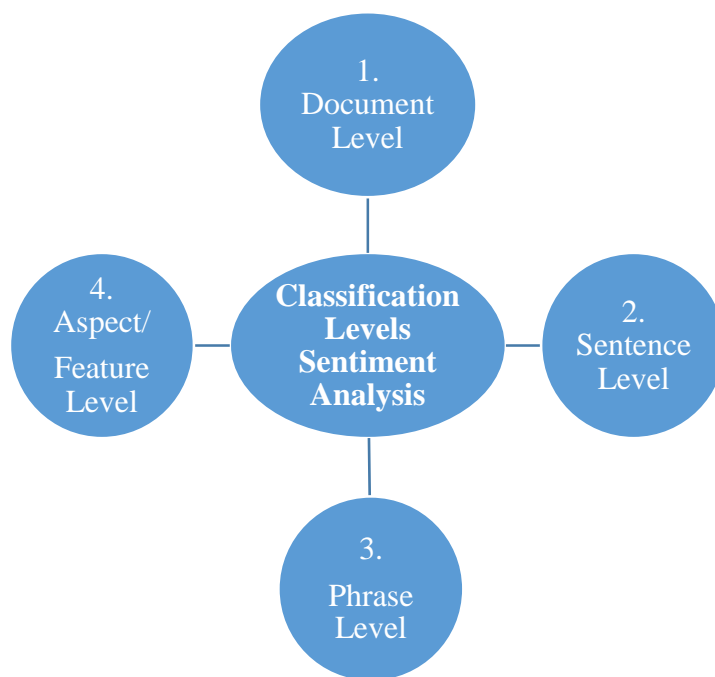 1.
Document
Level
Classification
Levels
Sentiment
Analysis
2.
Sentence
Level
3.
Phrase
Level
4.
Aspect/
Feature
Level